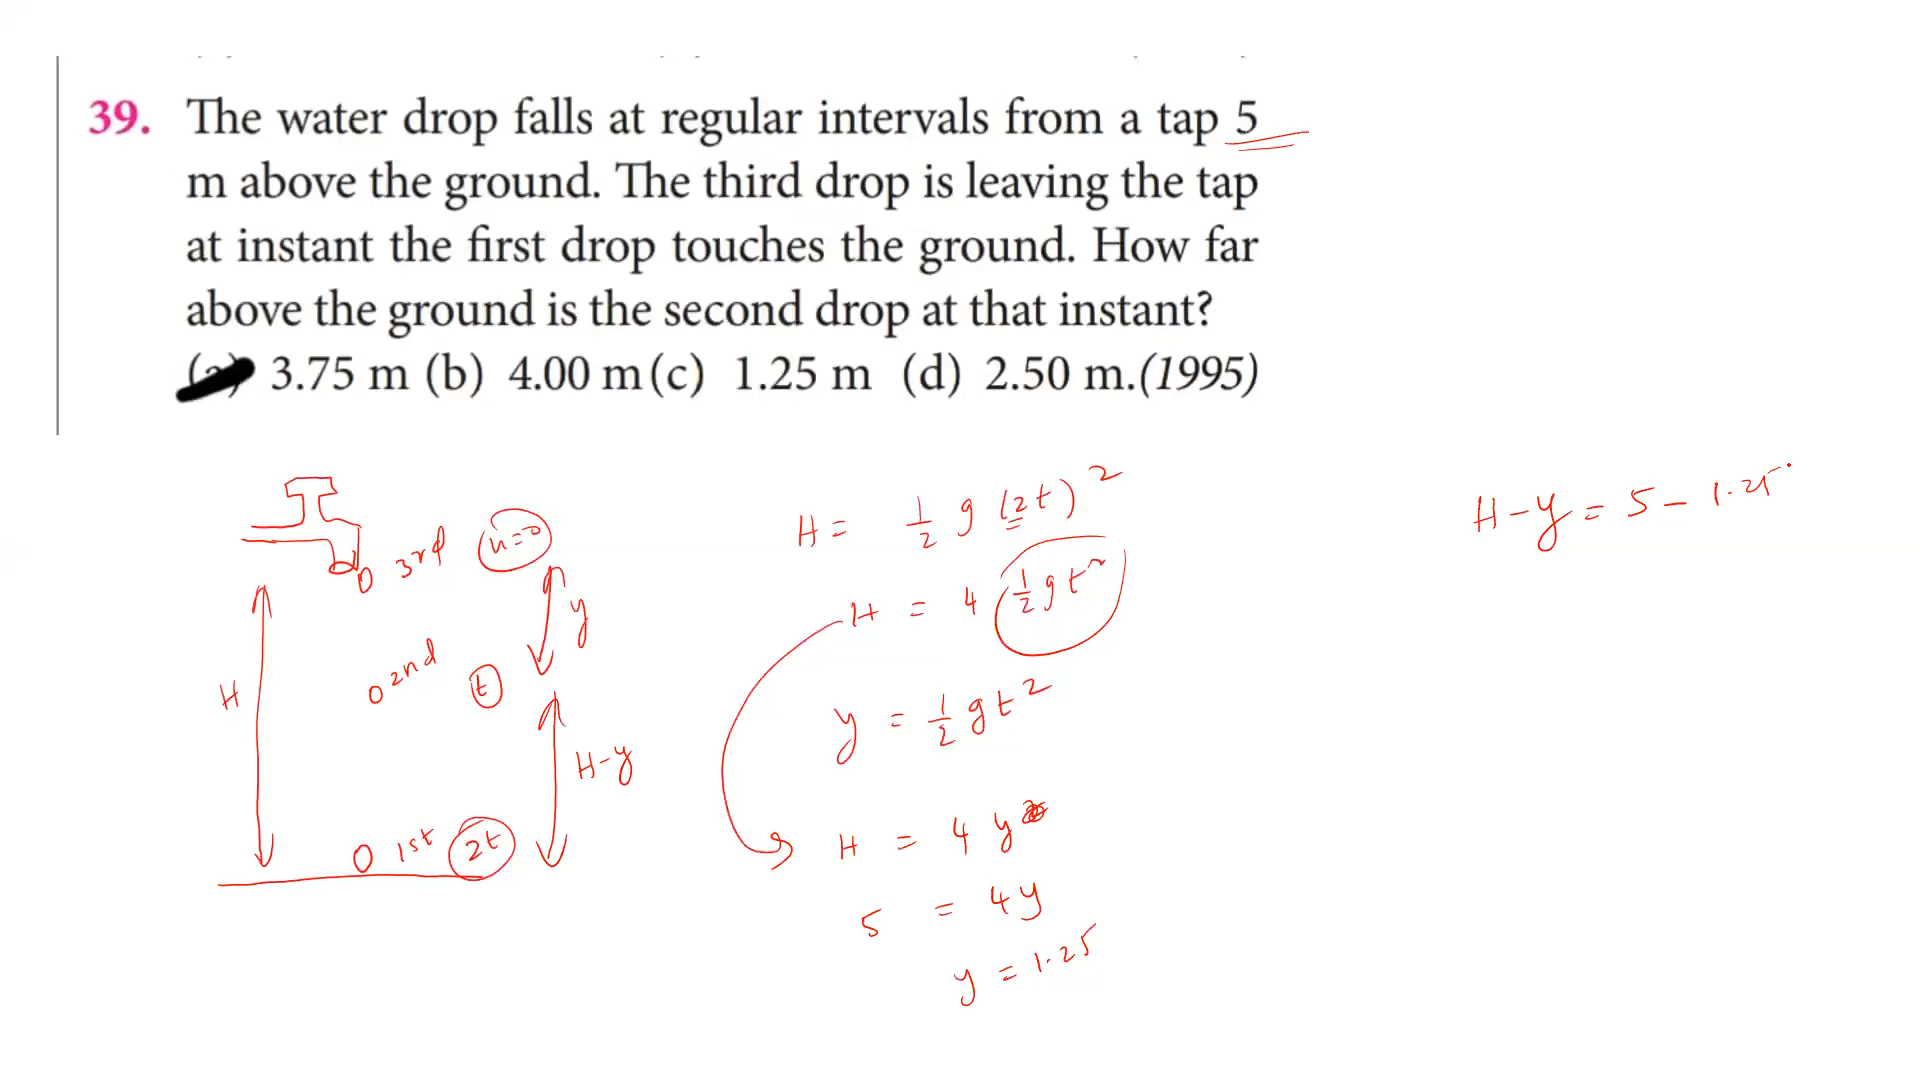 39. The water drop falls at regular intervals from a tap 5
m above the ground. The third drop is leaving the tap
at instant the first drop touches the ground. How far
above the ground is the second drop at that instant?
(a) 3.75 m (b) 4.00 m (c) 1.25 m (d) 2.50 m. (1995)
3rd u=0
y
H
2nd t
H-y
1st 2t
H = 1/2 g (2t)²
H = 4 1/2 gt²
y = 1/2 gt²
H = 4 y
5 = 4y
y = 1.25
H-y = 5 - 1.25